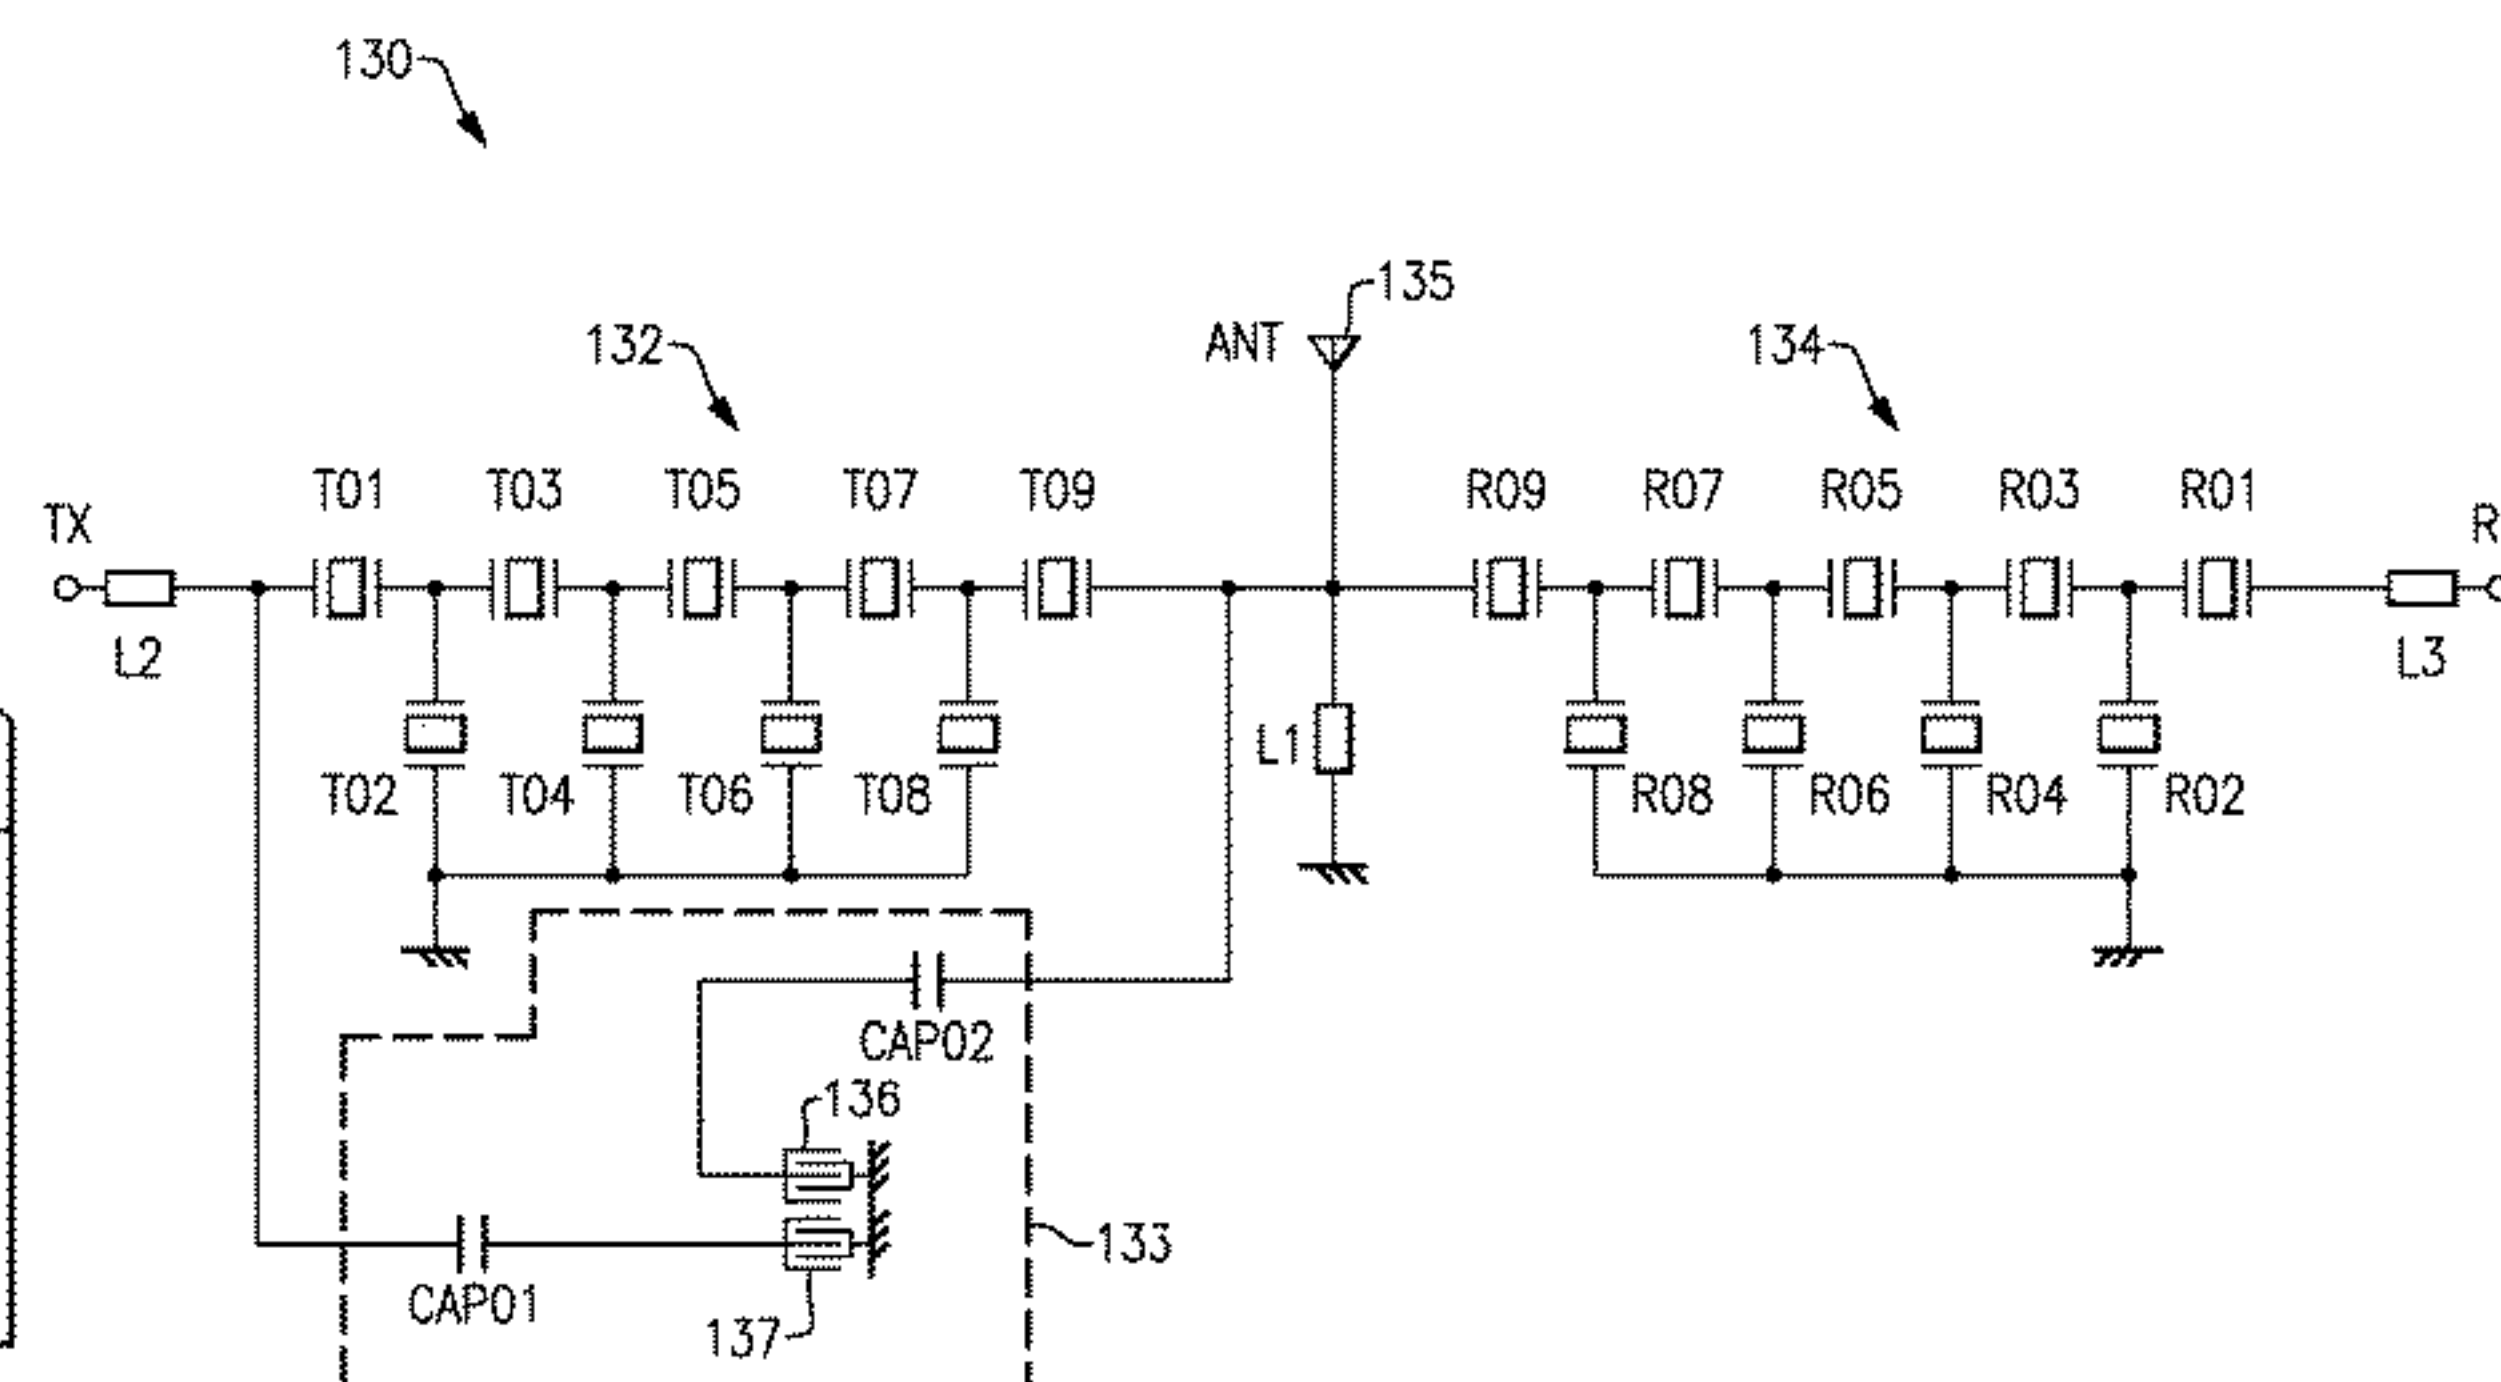 130
135
132
ANT
134
T01 T03 T05 T07 T09 R09 R07 R05 R03 R01
TX R
L2 L3
L1
T02 T04 T06 T08 R08 R06 R04 R02
CAP02
136
133
CAP01
137